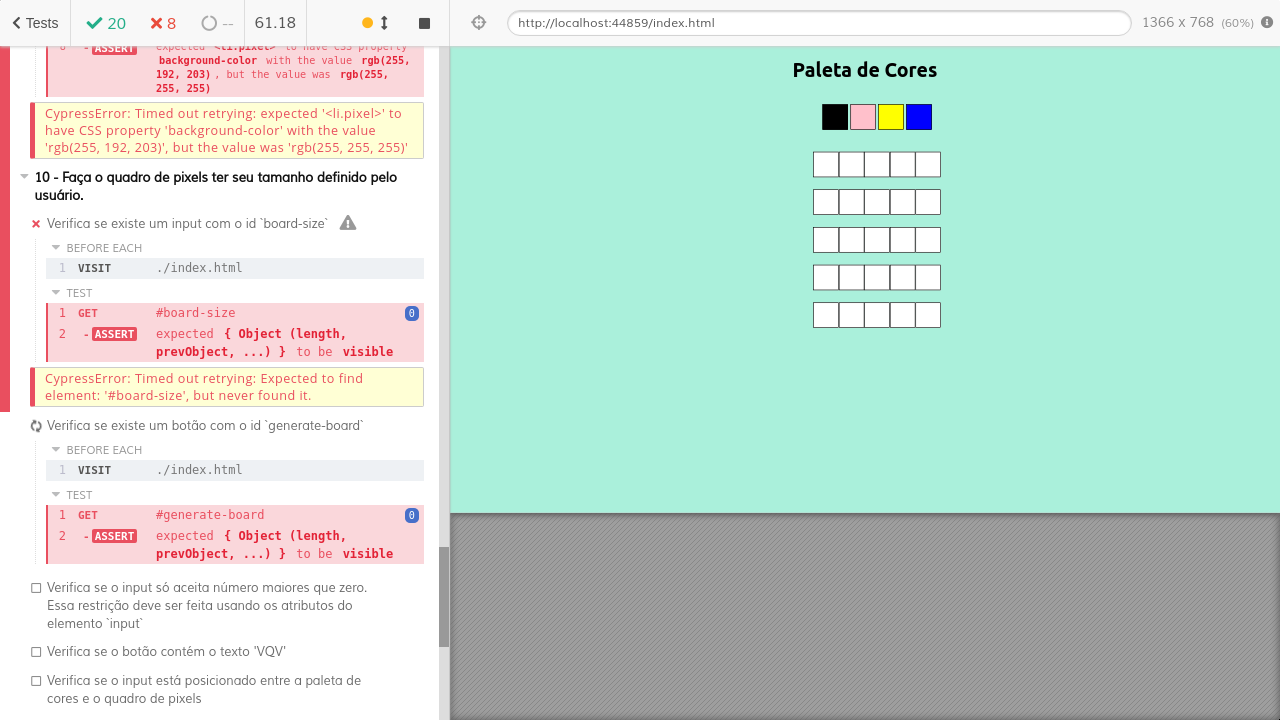 Tests
20
8
--
61.18
http://localhost:44859/index.html
1366 x 768 (60%)
6 -ASSERT expected <li.pixel> to have CSS property
background-color with the value rgb(255,
192, 203), but the value was rgb(255,
255, 255)
CypressError: Timed out retrying: expected '<li.pixel>' to
have CSS property 'background-color' with the value
'rgb(255, 192, 203)', but the value was 'rgb(255, 255, 255)'
10 - Faça o quadro de pixels ter seu tamanho definido pelo
usuário.
Verifica se existe um input com o id `board-size`
BEFORE EACH
1 VISIT ./index.html
TEST
1 GET #board-size 0
2 -ASSERT expected { Object (length,
prevObject, ...) } to be visible
CypressError: Timed out retrying: Expected to find
element: '#board-size', but never found it.
Verifica se existe um botão com o id `generate-board`
BEFORE EACH
1 VISIT ./index.html
TEST
1 GET #generate-board 0
2 -ASSERT expected { Object (length,
prevObject, ...) } to be visible
Verifica se o input só aceita número maiores que zero.
Essa restrição deve ser feita usando os atributos do
elemento `input`
Verifica se o botão contém o texto 'VQV'
Verifica se o input está posicionado entre a paleta de
cores e o quadro de pixels
Paleta de Cores